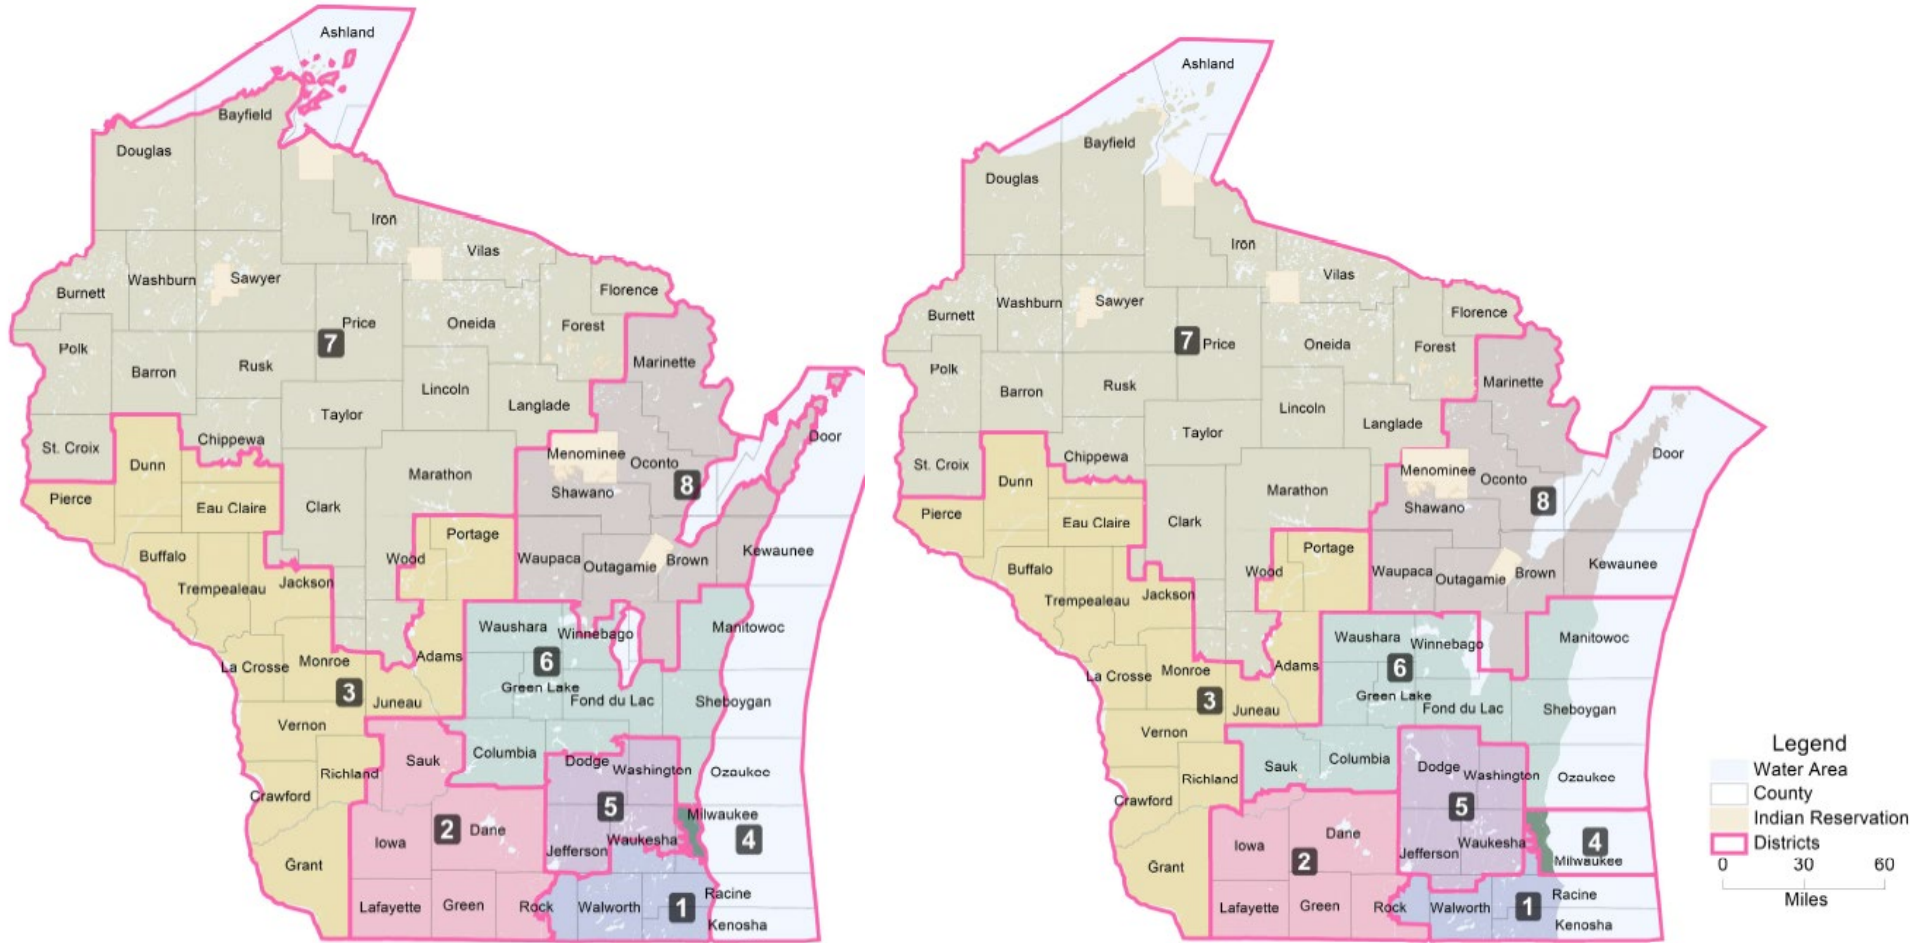 Ashland
Bayfield
Douglas
Iron
Vilas
Washburn
Sawyer
Burnett
Florence
Price
Oneida
Forest
7
Polk
Barron
Rusk
Marinette
Lincoln
Langlade
Taylor
Door
St. Croix
Chippewa
Dunn
Menominee
Oconto
Marathon
8
Pierce
Shawano
Eau Claire
Clark
Portage
Buffalo
Wood
Waupaca
Outagamie
Brown
Kewaunee
Trempealeau
Jackson
Waushara
Winnebago
Manitowoc
La Crosse
Monroe
Adams
6
3
Green Lake
Juneau
Fond du Lac
Sheboygan
Vernon
Columbia
Richland
Sauk
Dodge
Washington
Ozaukee
Crawford
5
Milwaukee
Iowa
2
Dane
Waukesha
4
Jefferson
Grant
Lafayette
Green
Rock
Walworth
1
Racine
Kenosha
Ashland
Bayfield
Douglas
Iron
Vilas
Washburn
Sawyer
Burnett
Florence
7
Price
Oneida
Forest
Polk
Barron
Rusk
Marinette
Lincoln
Langlade
Taylor
Door
St. Croix
Chippewa
Menominee
Dunn
Oconto
Marathon
8
Pierce
Shawano
Eau Claire
Clark
Portage
Buffalo
Wood
Waupaca
Outagamie
Brown
Kewaunee
Trempealeau
Jackson
Waushara
Winnebago
Manitowoc
La Crosse
Monroe
Adams
6
3
Green Lake
Juneau
Fond du Lac
Sheboygan
Vernon
Columbia
Richland
Sauk
Dodge
Washington
Ozaukee
Crawford
5
Iowa
Dane
2
Jefferson
Waukesha
4
Milwaukee
Grant
Lafayette
Green
Rock
Walworth
1
Racine
Kenosha
Legend
Water Area
County
Indian Reservation
Districts
0 30 60
Miles